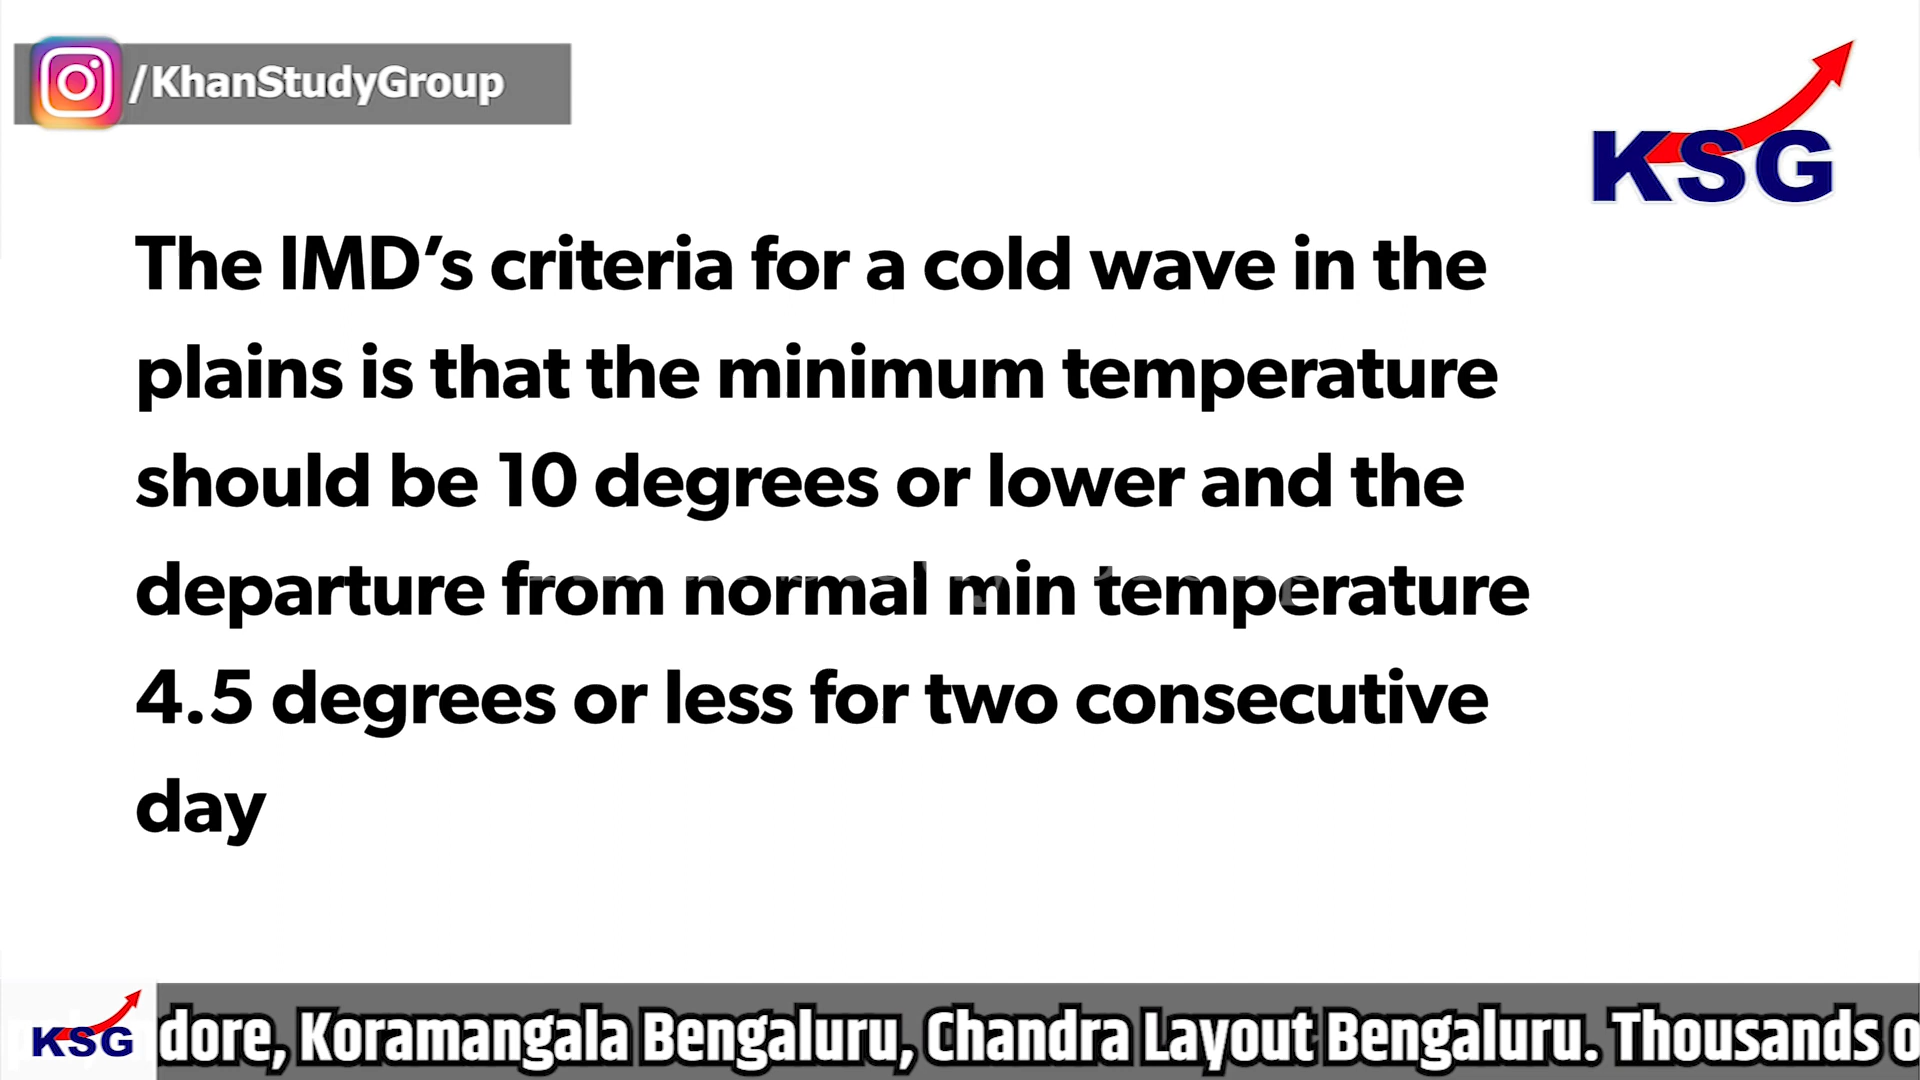 /KhanStudyGroup
KSG
The IMD’s criteria for a cold wave in the
plains is that the minimum temperature
should be 10 degrees or lower and the
departure from normal min temperature
4.5 degrees or less for two consecutive
day
KSG
dore, Koramangala Bengaluru, Chandra Layout Bengaluru. Thousands o